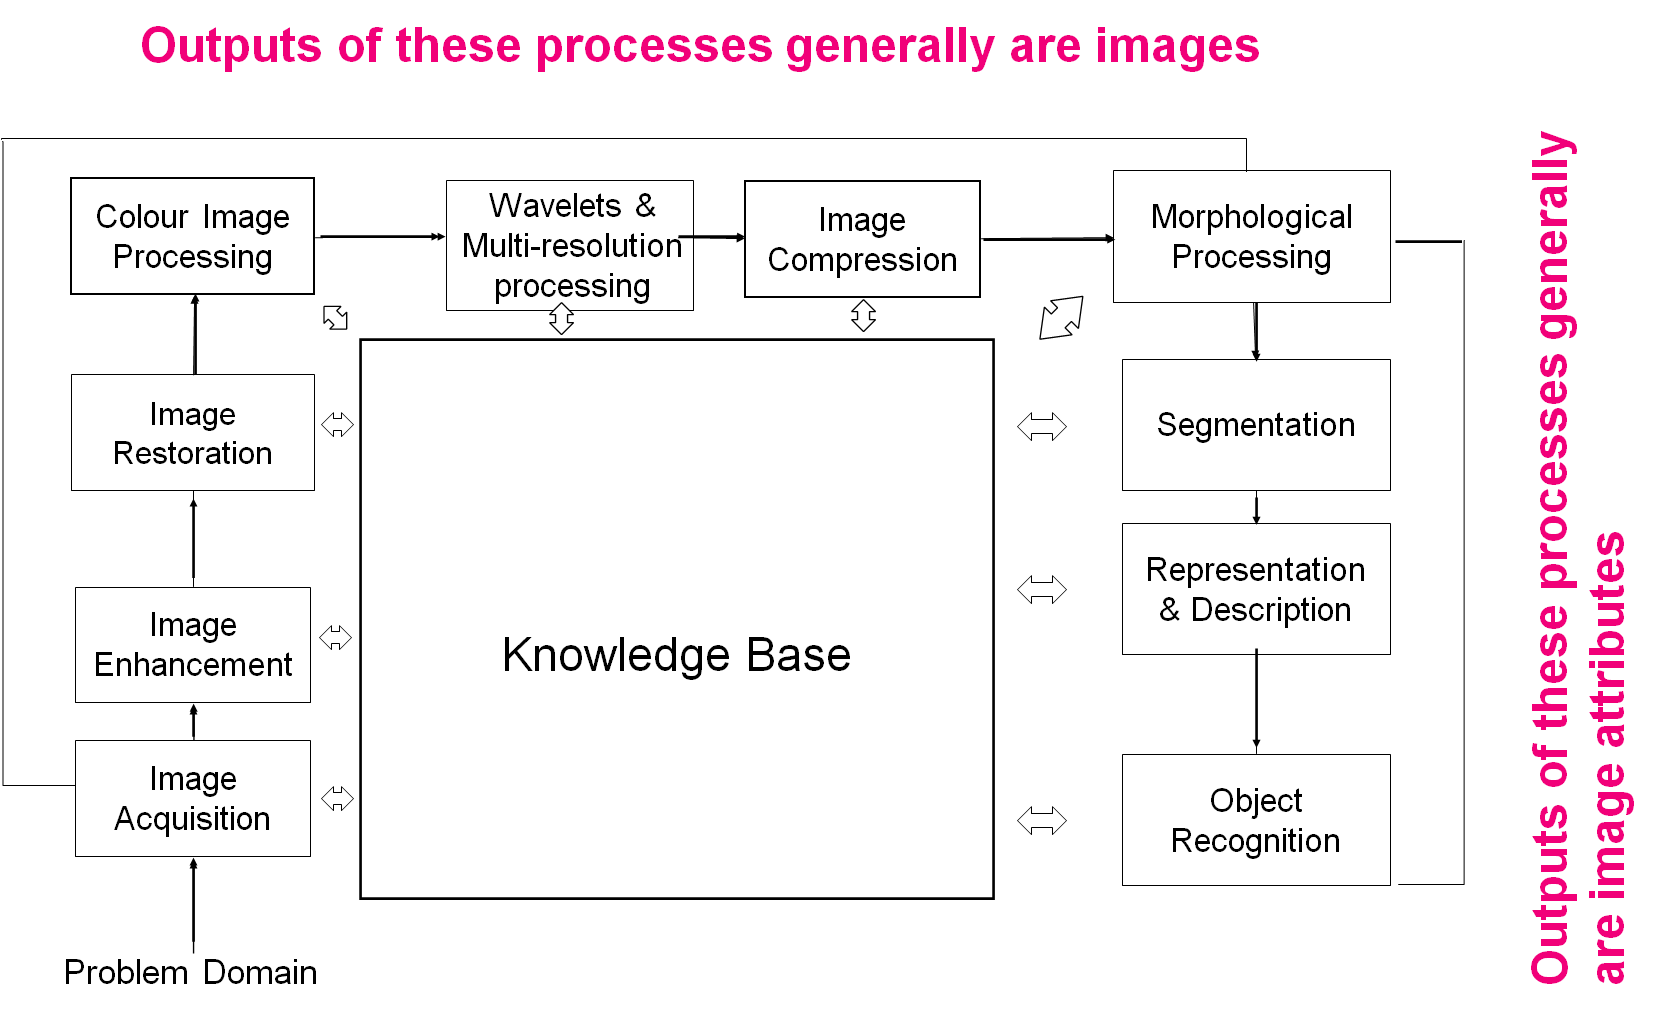 Outputs of these processes generally are images
Colour Image
Processing
Wavelets &
Multi-resolution
processing
Image
Compression
Morphological
Processing
Image
Restoration
Segmentation
Image
Enhancement
Representation
& Description
Knowledge Base
Image
Acquisition
Object
Recognition
Problem Domain
Outputs of these processes generally
are image attributes